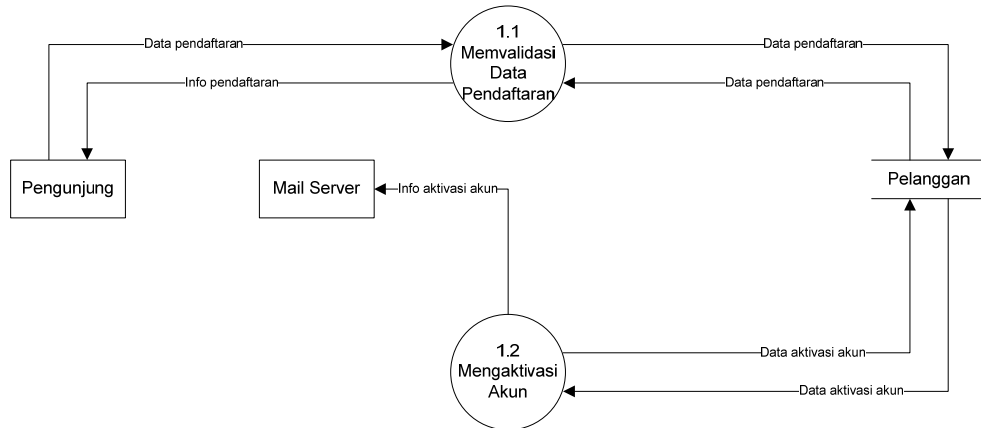 1.1
Memvalidasi
Data
Pendaftaran
Data pendaftaran
Data pendaftaran
Info pendaftaran
Data pendaftaran
Pengunjung
Mail Server
Info aktivasi akun
Pelanggan
1.2
Mengaktivasi
Akun
Data aktivasi akun
Data aktivasi akun